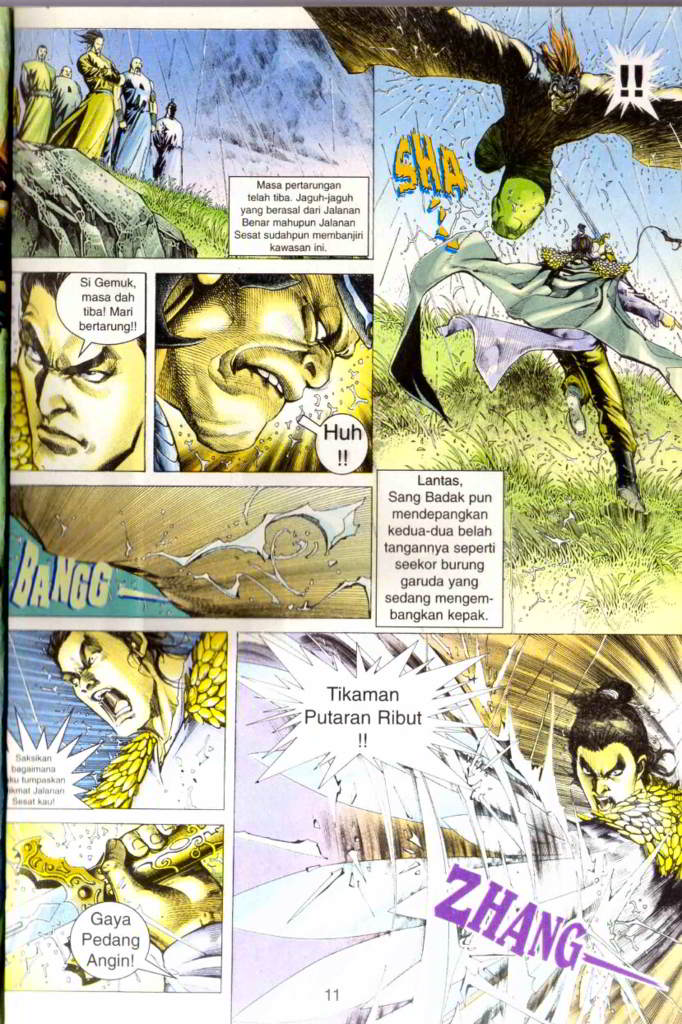 Masa pertarungan
telah tiba. Jaguh-jaguh
yang berasal dari Jalanan
Benar mahupun Jalanan
Sesat sudahpun membanjiri
kawasan ini.
!!
SHA
Si Gemuk,
masa dah
tiba! Mari
bertarung!!
Huh
!!
BANGG
Lantas,
Sang Badak pun
mendepangkan
kedua-dua belah
tangannya seperti
seekor burung
garuda yang
sedang mengem-
bangkan kepak.
Saksikan
bagaimana
ku tumpaskan
kmat Jalanan
Sesat kau!
Tikaman
Putaran Ribut
!!
Gaya
Pedang
Angin!
ZHANG
11